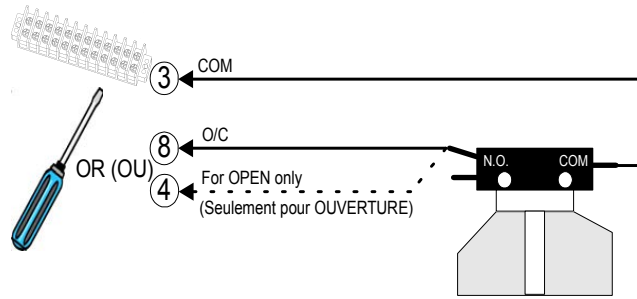 3 COM
8 O/C
OR (OU)
4 For OPEN only
(Seulement pour OUVERTURE)
N.O. COM